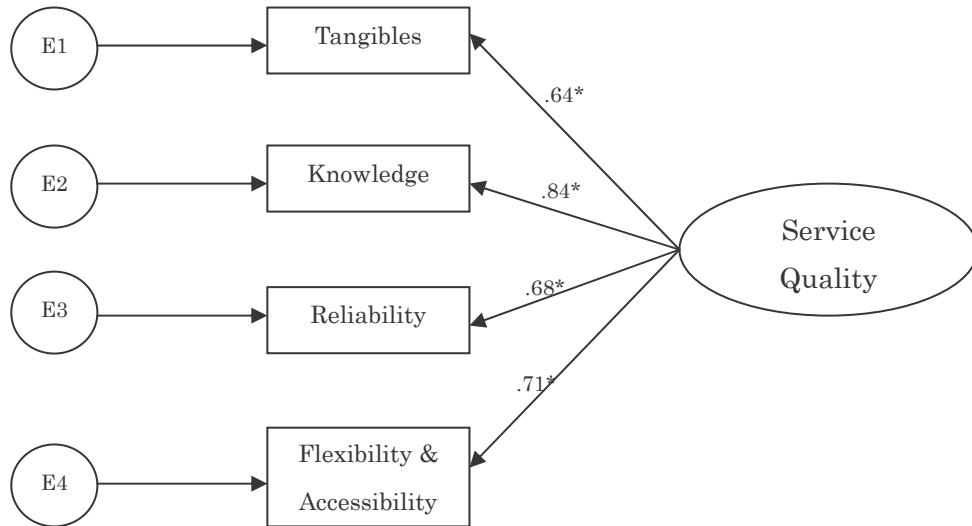 E1
Tangibles
.64*
E2
Knowledge
.84*
Service
Quality
E3
Reliability
.68*
.71*
E4
Flexibility &
Accessibility